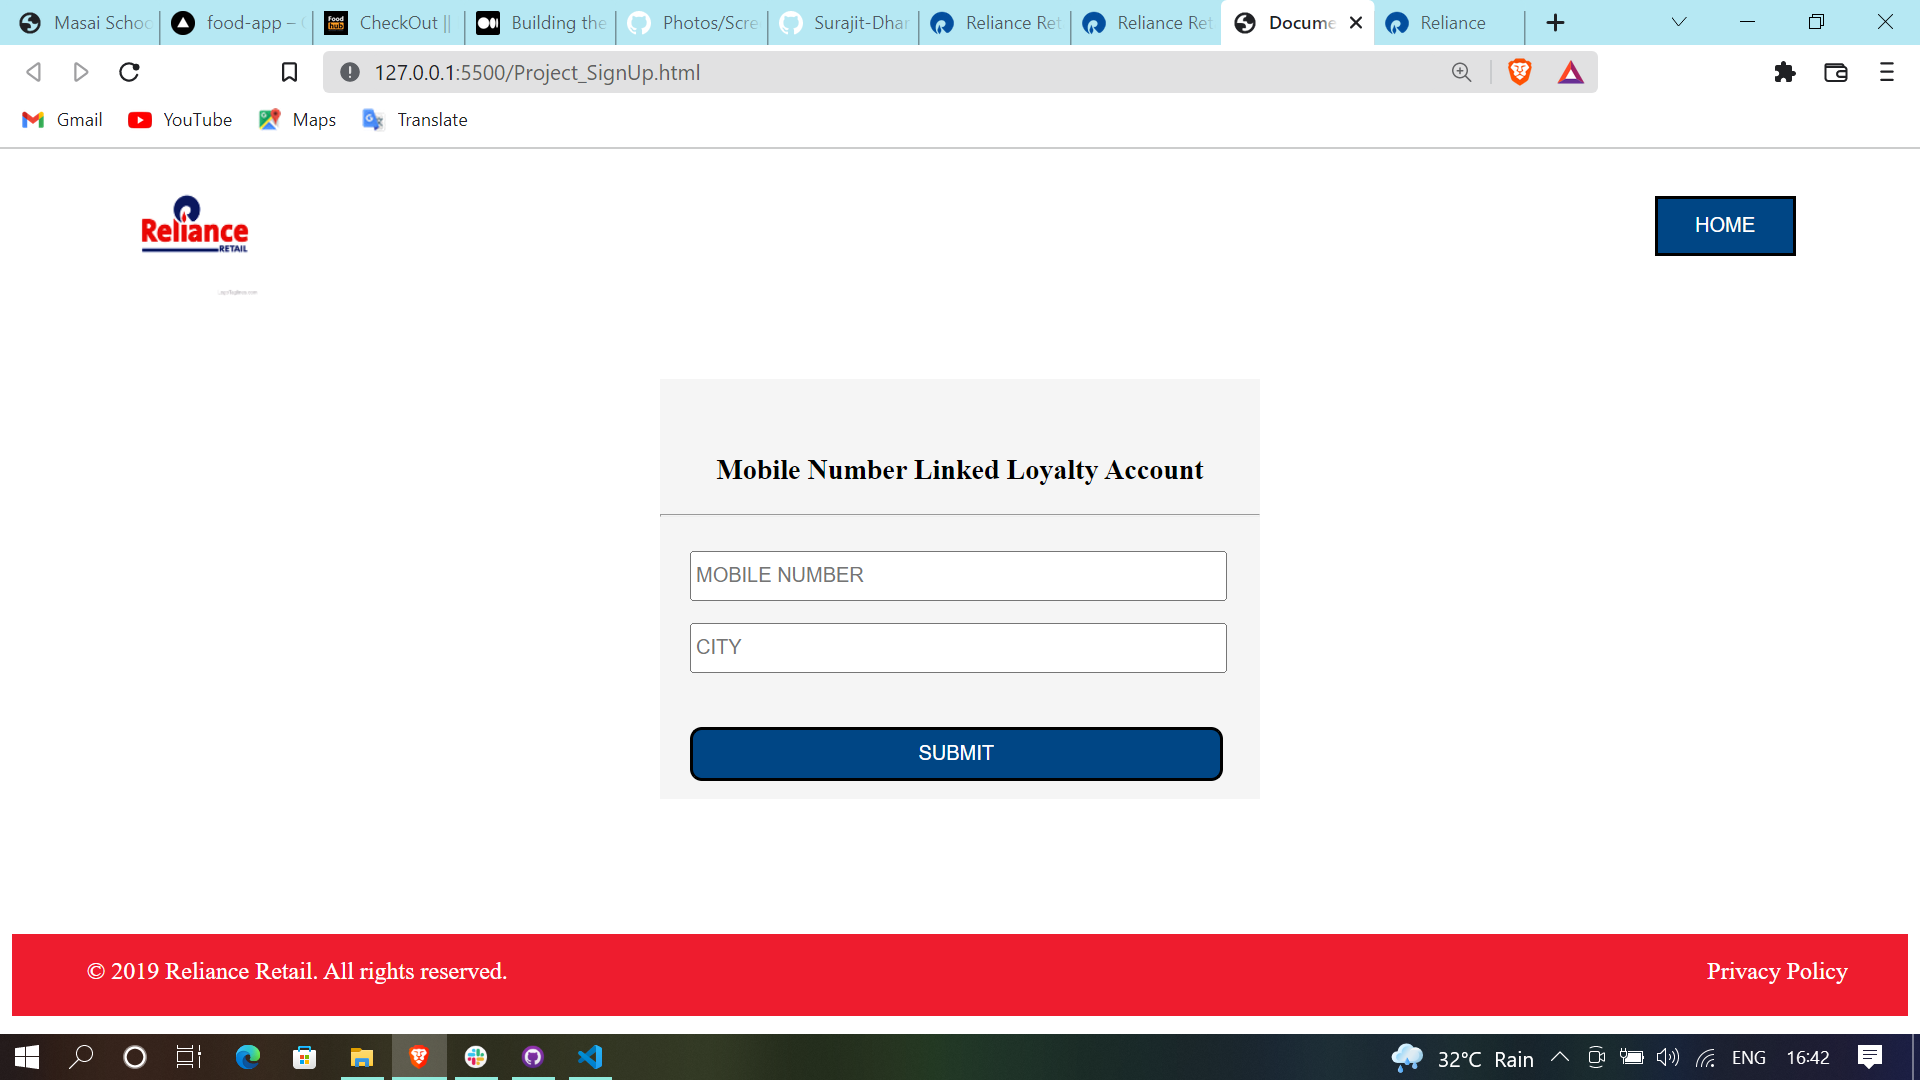 Masai Schoo
food-app –
CheckOut ||
Building the
Photos/Scre
Surajit-Dhar
Reliance Ret
Reliance Ret
Docume
Reliance
127.0.0.1:5500/Project_SignUp.html
Gmail
YouTube
Maps
Translate
Reliance
RETAIL
HOME
Mobile Number Linked Loyalty Account
MOBILE NUMBER
CITY
SUBMIT
© 2019 Reliance Retail. All rights reserved.
Privacy Policy
32°C Rain
ENG
16:42